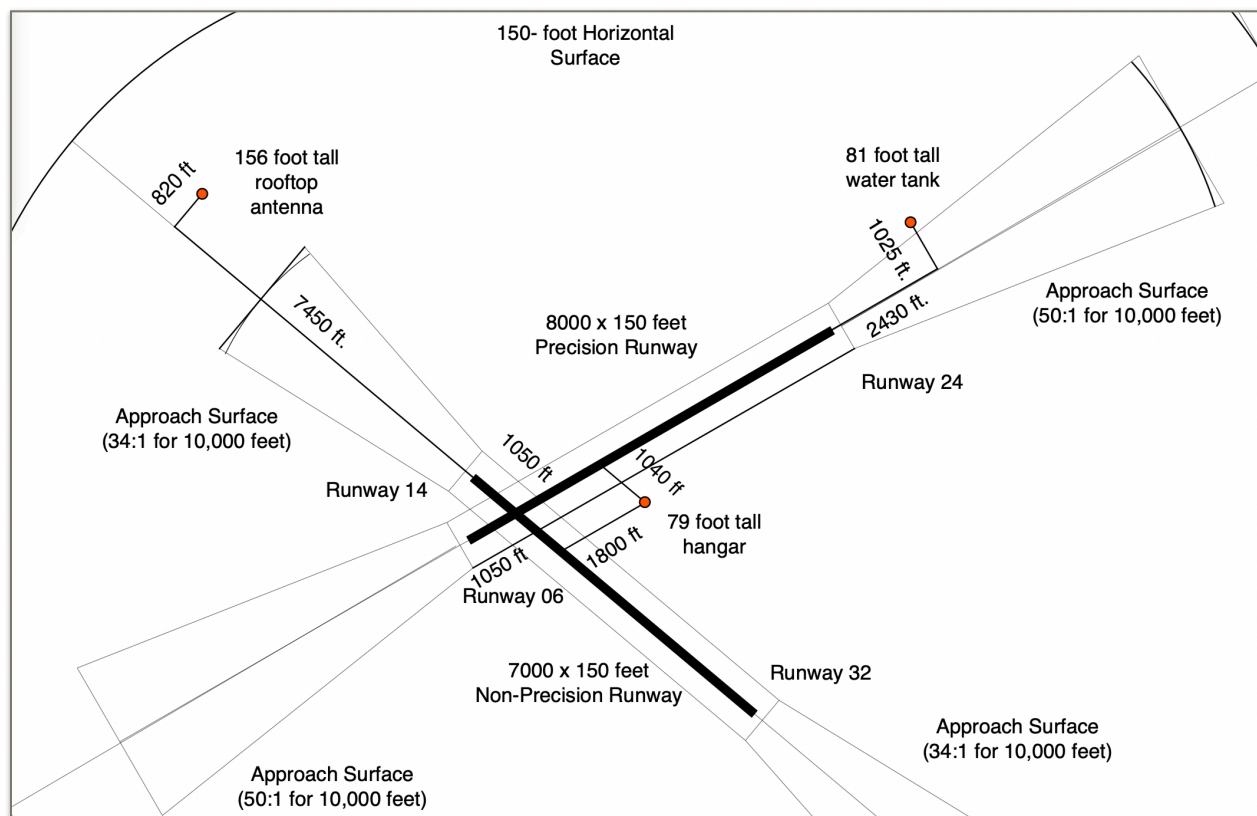 150- foot Horizontal
Surface
156 foot tall
rooftop
antenna
820 ft
81 foot tall
water tank
1025 ft.
7450 ft.
8000 x 150 feet
Precision Runway
2430 ft.
Approach Surface
(50:1 for 10,000 feet)
Runway 24
Approach Surface
(34:1 for 10,000 feet)
1050 ft
1040 ff
Runway 14
79 foot tall
hangar
1800 ft
1050 ft
Runway 06
7000 x 150 feet
Non-Precision Runway
Runway 32
Approach Surface
(34:1 for 10,000 feet)
Approach Surface
(50:1 for 10,000 feet)